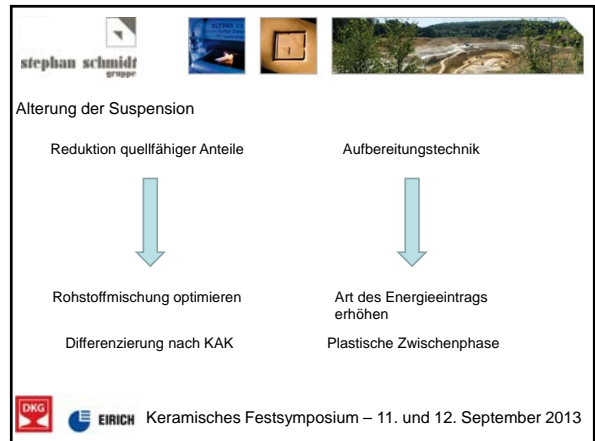 stephan schmidt
gruppe
Alterung der Suspension
Reduktion quellfähiger Anteile
Aufbereitungstechnik
Rohstoffmischung optimieren
Art des Energieeintrags
erhöhen
Differenzierung nach KAK
Plastische Zwischenphase
DKG
EIRICH
Keramisches Festsymposium – 11. und 12. September 2013